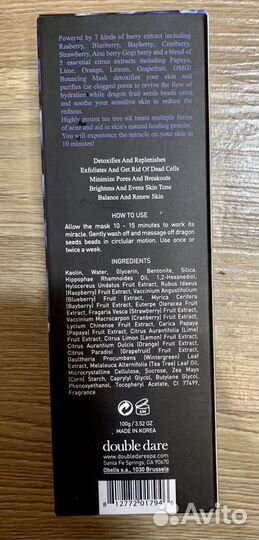 Powered by 7 kinds of berry extract including
Rasberry, Blueberry, Bayberry, Cranberry,
Strawberry, Acai berry Gogi berry and a blend of
5 essential citrus extracts including Papaya,
Lime, Orange, Lemon, Grapefruit, OMG!
Bouncing Mask detoxifies your skin and
purifies the clogged pores to revive the flow of
hydration while dragon fruit seeds beads calm,
and soothe your sensitive skin to reduce the
redness.
Highly potent tea tree oil treats multiple forms
of acne and aid in skin's natural healing process.
You will experience the miracle on your skin in
10 minutes!
Detoxifies And Replenishes
Exfoliates And Get Rid Of Dead Cells
Minimize Pores And Breakouts
Brightens And Evens Skin Tone
Balance And Renew Skin
HOW TO USE
Allow the mask 10 - 15 minutes to work its
miracle. Gently wash off and massage off dragon
seeds beads in circular motion. Use once or
twice a week.
INGREDIENTS
Kaolin, Water, Glycerin, Bentonite, Silica,
Hippophae Rhamnoides Oil, 1,2-Hexanediol,
Hylocereus Undatus Fruit Extract, Rubus Idaeus
(Raspberry) Fruit Extract, Vaccinium Angustifolium
(Blueberry) Fruit Extract, Myrica Cerifera
(Bayberry) Fruit Extract, Euterpe Oleracea Fruit
Extract, Fragaria Vesca (Strawberry) Fruit Extract,
Vaccinium Macrocarpon (Cranberry) Fruit Extract,
Lycium Chinense Fruit Extract, Carica Papaya
(Papaya) Fruit Extract, Citrus Aurantifolia (Lime)
Fruit Extract, Citrus Limon (Lemon) Fruit Extract,
Citrus Aurantium Dulcis (Orange) Fruit Extract,
Citrus Paradisi (Grapefruit) Fruit Extract,
Gaultheria Procumbens (Wintergreen) Leaf
Extract, Melaleuca Alternifolia (Tea Tree) Leaf Oil,
Microcrystalline Cellulose, Sucrose, Zea Mays
(Corn) Starch, Caprylyl Glycol, Butylene Glycol,
Phenoxyethanol, Tocopheryl Acetate, CI 77499,
Fragrance
100g / 3.52 OZ
MADE IN KOREA
double dare
www.doubledarespa.com
Santa Fe Springs, CA, 90670
Obelis s.a., 1030 Brussels
8 12772 01794 6
Avito